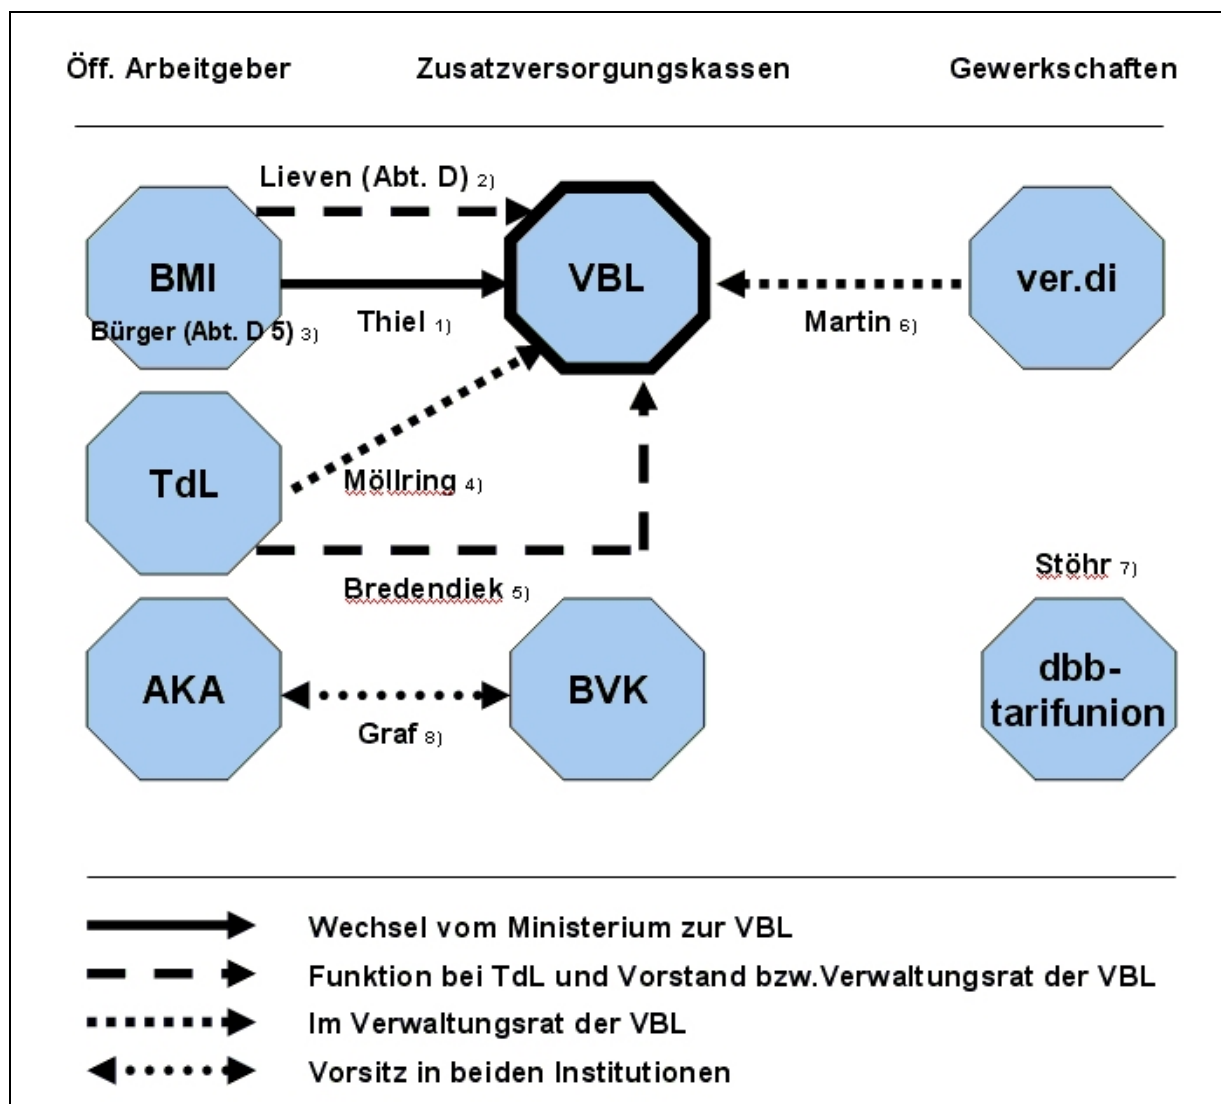 Öff. Arbeitgeber
Zusatzversorgungskassen
Gewerkschaften
Lieven (Abt. D) 2)
BMI
VBL
ver.di
Thiel 1)
Martin 6)
Bürger (Abt. D 5) 3)
TdL
Möllring 4)
Bredendiek 5)
Stöhr 7)
AKA
BVK
dbb-
tarifunion
Graf 8)
Wechsel vom Ministerium zur VBL
Funktion bei TdL und Vorstand bzw.Verwaltungsrat der VBL
Im Verwaltungsrat der VBL
Vorsitz in beiden Institutionen